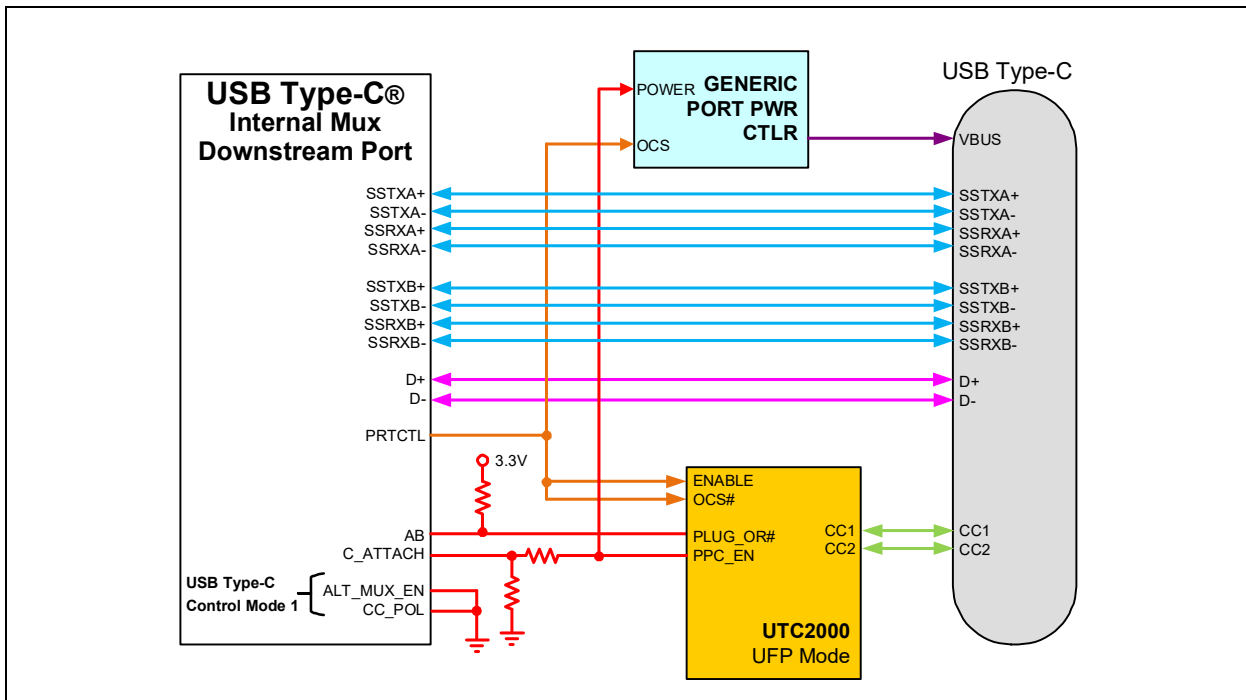 USB Type-C®
Internal Mux
Downstream Port
SSTXA+
SSTXA-
SSRXA+
SSRXA-
SSTXB+
SSTXB-
SSRXB+
SSRXB-
D+
D-
PRTCTL
AB
C_ATTACH
ALT_MUX_EN
CC_POL
USB Type-C
Control Mode 1
3.3V
POWER
GENERIC
PORT PWR
CTLR
OCS
ENABLE
OCS#
PLUG_OR#
PPC_EN
CC1
CC2
UTC2000
UFP Mode
USB Type-C
VBUS
SSTXA+
SSTXA-
SSRXA+
SSRXA-
SSTXB+
SSTXB-
SSRXB+
SSRXB-
D+
D-
CC1
CC2